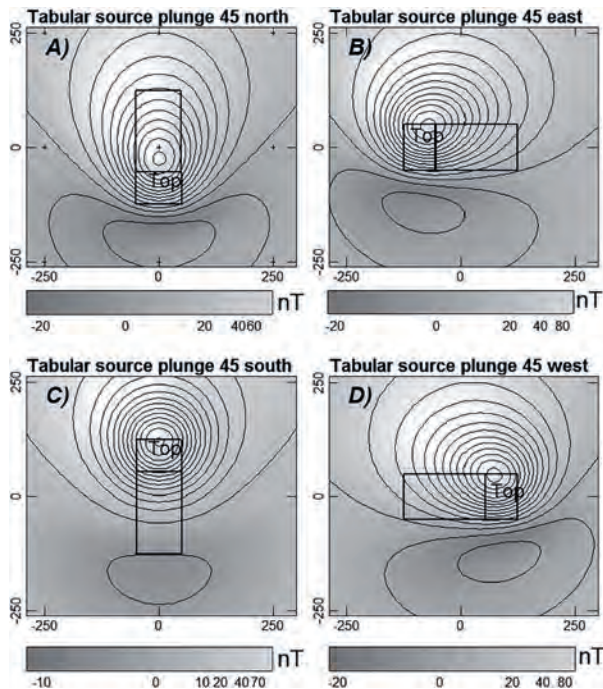 Tabular source plunge 45 north
A)
250
0
-250
Top
-250 0 250
nT
-20 0 20 4060
Tabular source plunge 45 east
B)
250
0
-250
Top
-250 0 250
nT
-20 0 20 40 80
Tabular source plunge 45 south
C)
250
0
-250
Top
-250 0 250
nT
-10 0 10 20 40 70
Tabular source plunge 45 west
D)
250
0
-250
Top
-250 0 250
nT
-20 0 20 40 80